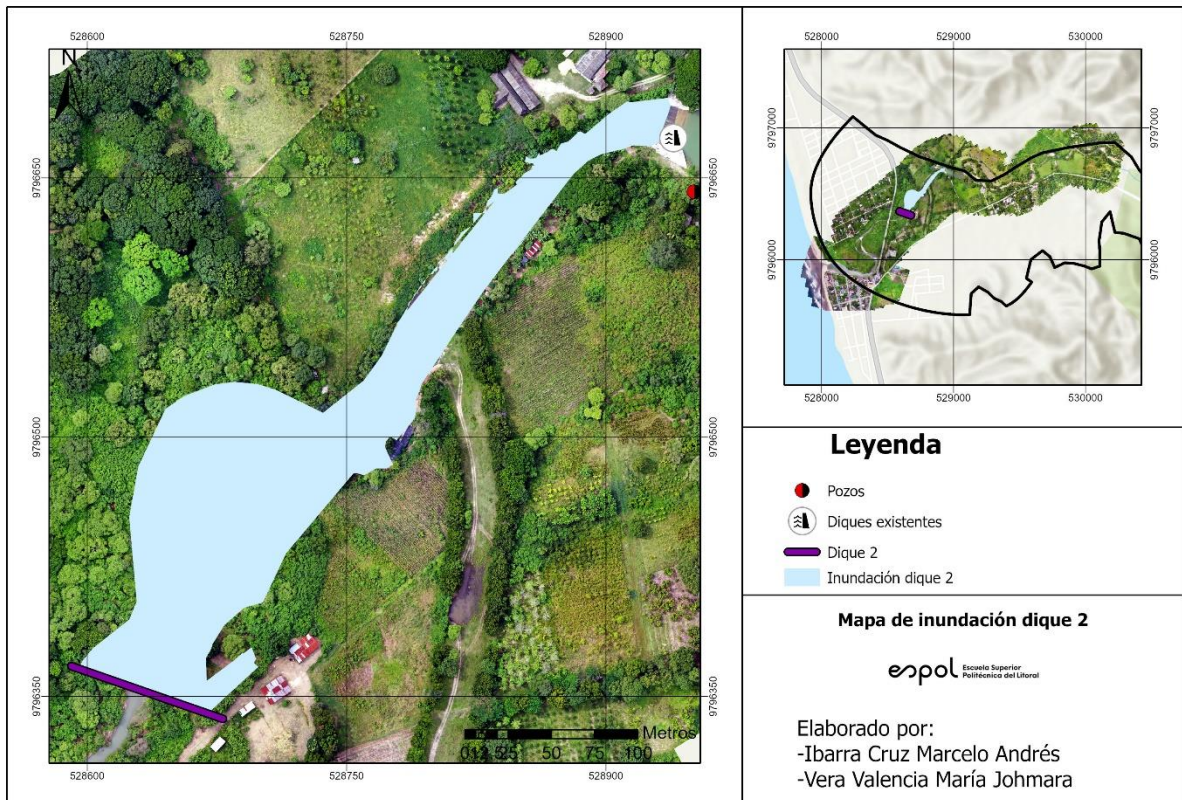 528600
528750
528900
N
9796650
9796650
9796500
9796500
9796350
9796350
Metros
012.525 50 75 100
528600
528750
528900
528000
529000
530000
9797000
9797000
9796000
9796000
528000
529000
530000
Leyenda
Pozos
Diques existentes
Dique 2
Inundación dique 2
Mapa de inundación dique 2
espol Escuela Superior
Politécnica del Litoral
Elaborado por:
-Ibarra Cruz Marcelo Andrés
-Vera Valencia María Johmara